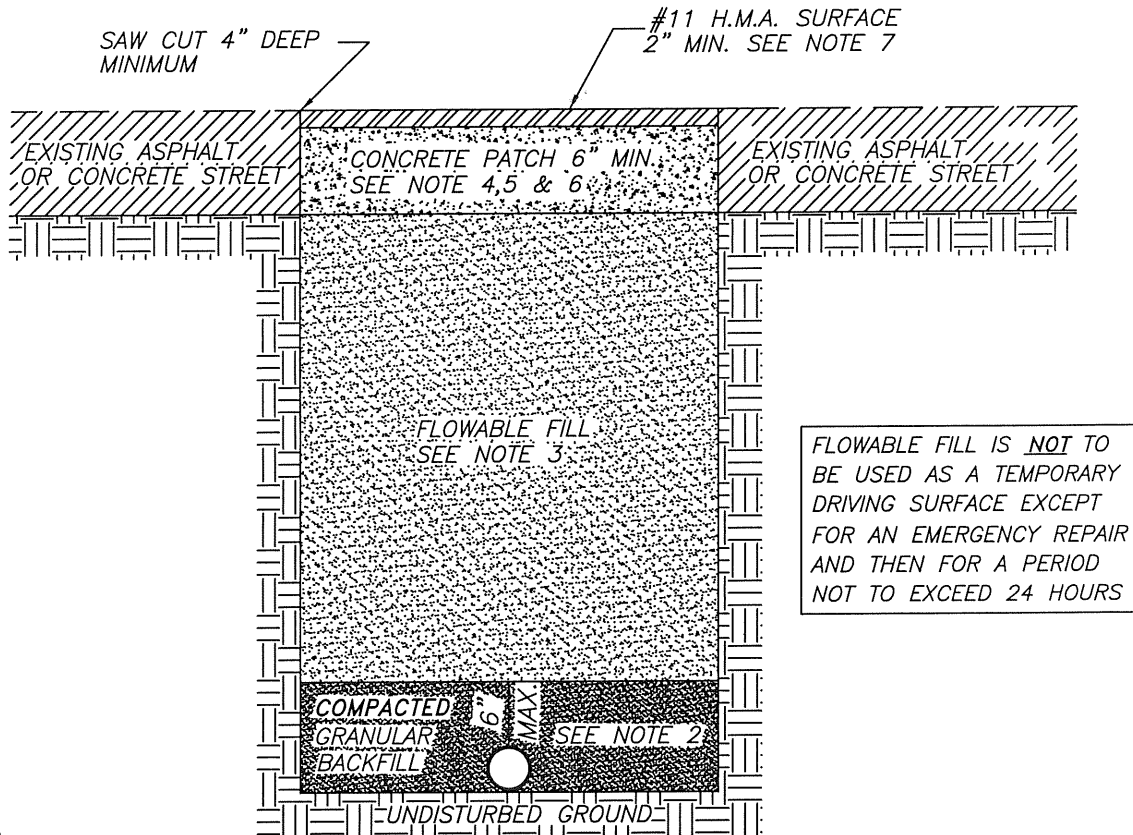 SAW CUT 4" DEEP
MINIMUM
#11 H.M.A. SURFACE
2" MIN. SEE NOTE 7
EXISTING ASPHALT
OR CONCRETE STREET
CONCRETE PATCH 6" MIN.
SEE NOTE 4,5 & 6
EXISTING ASPHALT
OR CONCRETE STREET
FLOWABLE FILL
SEE NOTE 3
FLOWABLE FILL IS NOT TO
BE USED AS A TEMPORARY
DRIVING SURFACE EXCEPT
FOR AN EMERGENCY REPAIR
AND THEN FOR A PERIOD
NOT TO EXCEED 24 HOURS
COMPACTED
GRANULAR
BACKFILL
6"
MAX.
SEE NOTE 2
UNDISTURBED GROUND